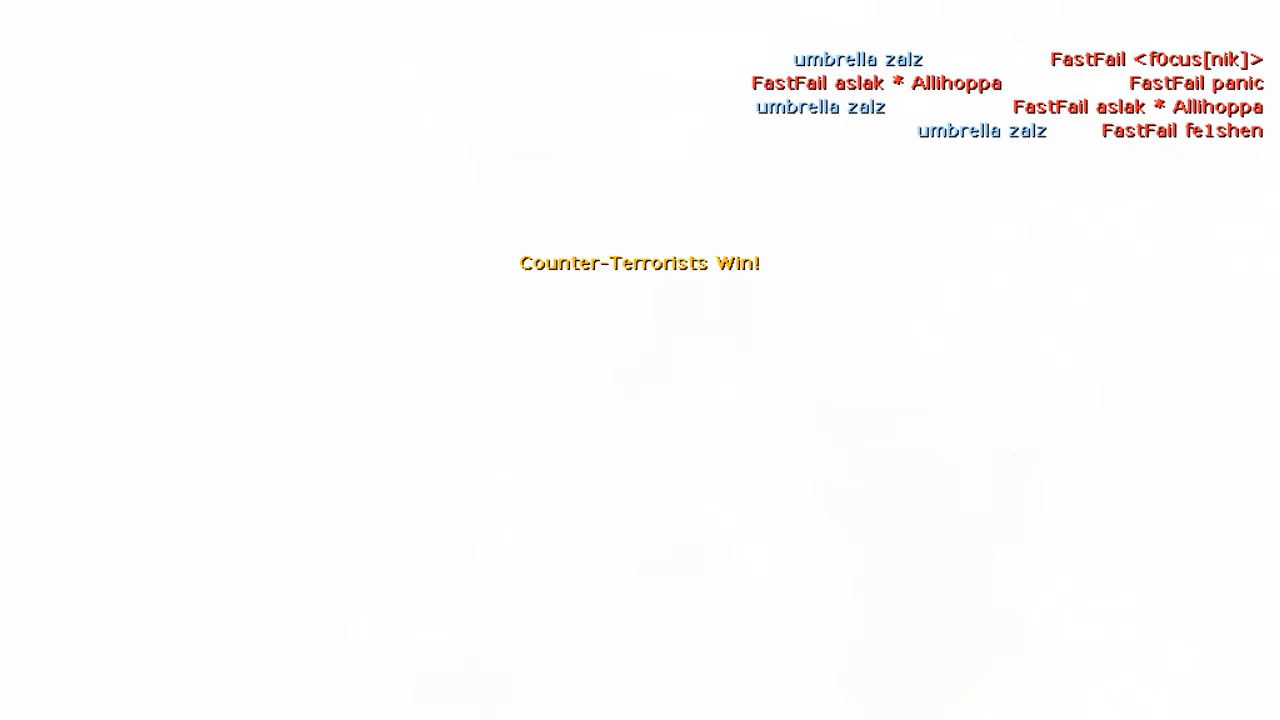 umbrella zalz FastFail <f0cus[nik]>
FastFail aslak * Allihoppa FastFail panic
umbrella zalz FastFail aslak * Allihoppa
umbrella zalz FastFail fe1shen
Counter-Terrorists Win!